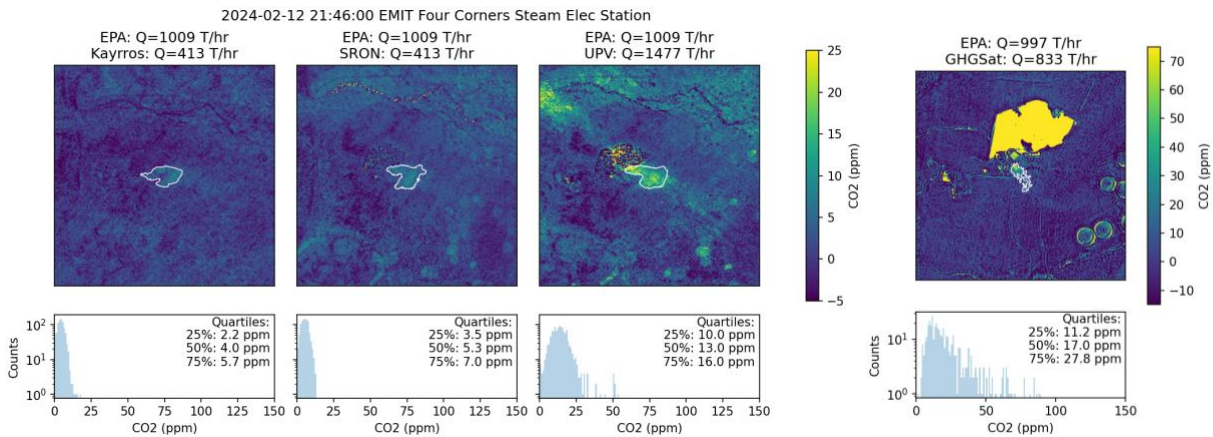 2024-02-12 21:46:00 EMIT Four Corners Steam Elec Station
EPA: Q=1009 T/hr
Kayrros: Q=413 T/hr
EPA: Q=1009 T/hr
SRON: Q=413 T/hr
EPA: Q=1009 T/hr
UPV: Q=1477 T/hr
25
20
15
10
5
0
−5
CO2 (ppm)
EPA: Q=997 T/hr
GHGSat: Q=833 T/hr
70
60
50
40
30
20
10
0
−10
CO2 (ppm)
Counts
10²
10¹
10⁰
Quartiles:
25%: 2.2 ppm
50%: 4.0 ppm
75%: 5.7 ppm
0 25 50 75 100 125 150
CO2 (ppm)
Quartiles:
25%: 3.5 ppm
50%: 5.3 ppm
75%: 7.0 ppm
0 25 50 75 100 125 150
CO2 (ppm)
Quartiles:
25%: 10.0 ppm
50%: 13.0 ppm
75%: 16.0 ppm
0 25 50 75 100 125 150
CO2 (ppm)
Counts
10¹
10⁰
Quartiles:
25%: 11.2 ppm
50%: 17.0 ppm
75%: 27.8 ppm
0 50 100 150
CO2 (ppm)